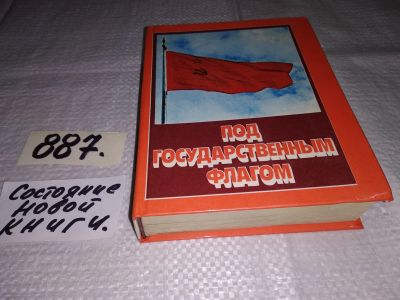 ПОД
ГОСУДАРСТВЕННЫМ
ФЛАГОМ
887.
Состояние
новой
книги.